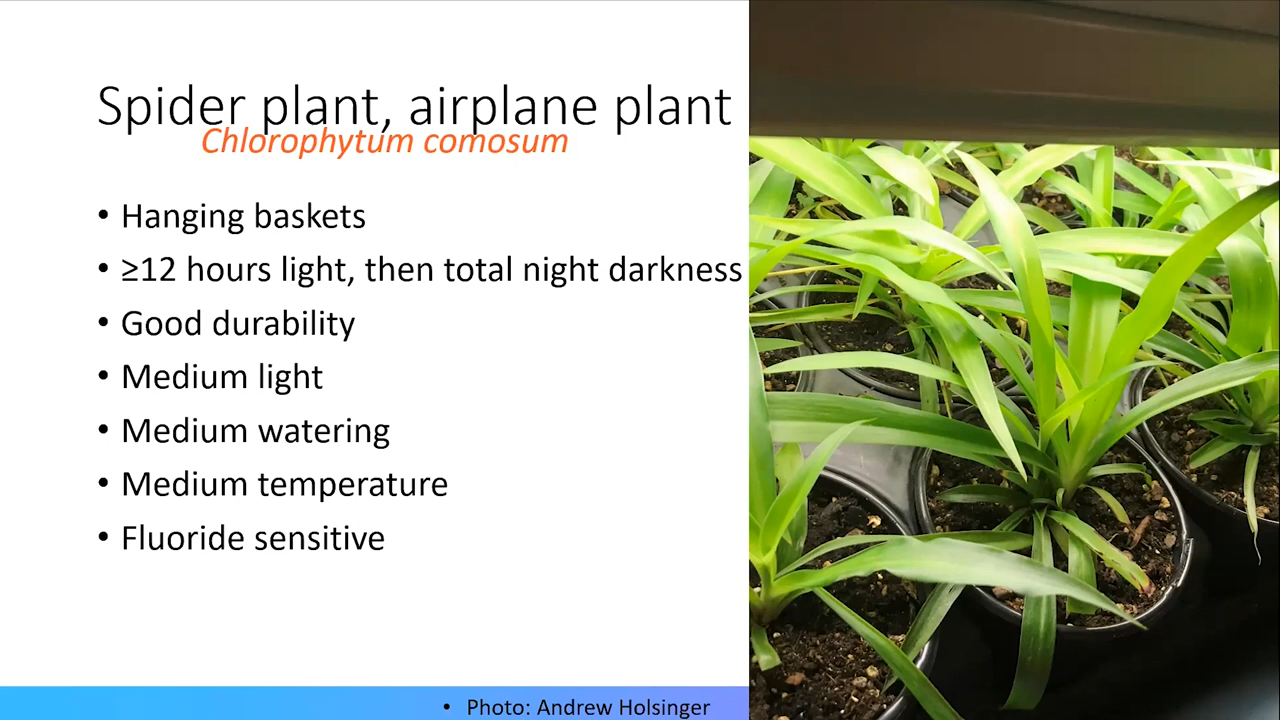 Spider plant, airplane plant
Chlorophytum comosum
• Hanging baskets
• ≥12 hours light, then total night darkness
• Good durability
• Medium light
• Medium watering
• Medium temperature
• Fluoride sensitive
• Photo: Andrew Holsinger